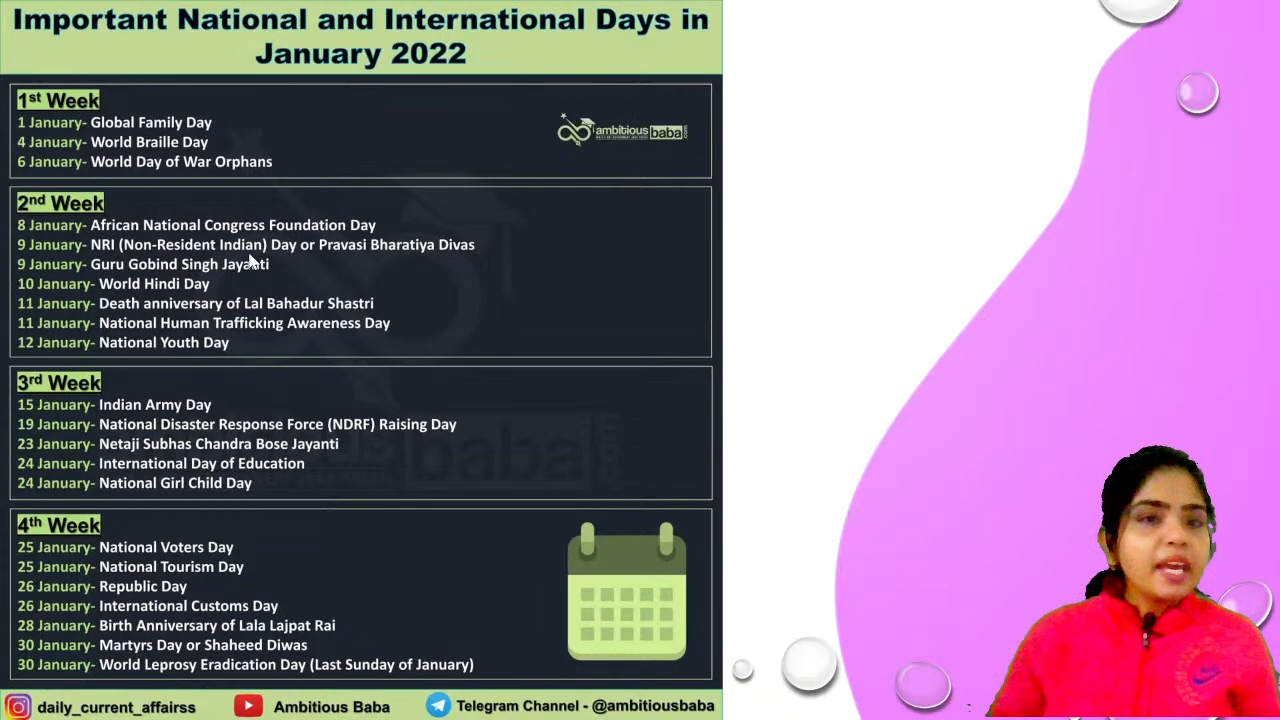 Important National and International Days in
January 2022
1st Week
1 January- Global Family Day
4 January- World Braille Day
6 January- World Day of War Orphans
ambitiousbaba.com
2nd Week
8 January- African National Congress Foundation Day
9 January- NRI (Non-Resident Indian) Day or Pravasi Bharatiya Divas
9 January- Guru Gobind Singh Jayanti
10 January- World Hindi Day
11 January- Death anniversary of Lal Bahadur Shastri
11 January- National Human Trafficking Awareness Day
12 January- National Youth Day
3rd Week
15 January- Indian Army Day
19 January- National Disaster Response Force (NDRF) Raising Day
23 January- Netaji Subhas Chandra Bose Jayanti
24 January- International Day of Education
24 January- National Girl Child Day
4th Week
25 January- National Voters Day
25 January- National Tourism Day
26 January- Republic Day
26 January- International Customs Day
28 January- Birth Anniversary of Lala Lajpat Rai
30 January- Martyrs Day or Shaheed Diwas
30 January- World Leprosy Eradication Day (Last Sunday of January)
daily_current_affairss
Ambitious Baba
Telegram Channel - @ambitiousbaba